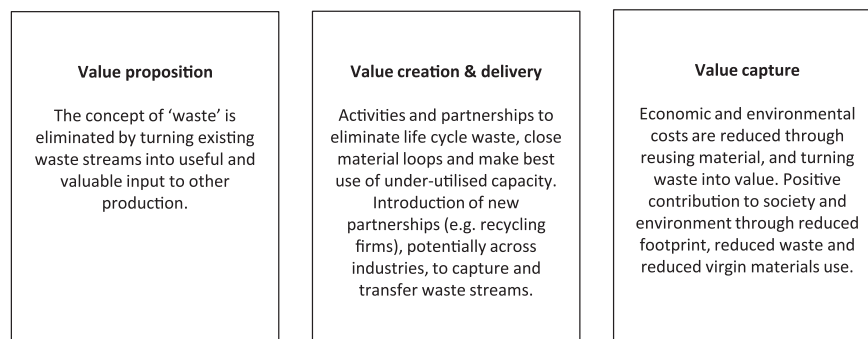 Value proposition
The concept of ‘waste’ is
eliminated by turning existing
waste streams into useful and
valuable input to other
production.
Value creation & delivery
Activities and partnerships to
eliminate life cycle waste, close
material loops and make best
use of under-utilised capacity.
Introduction of new
partnerships (e.g. recycling
firms), potentially across
industries, to capture and
transfer waste streams.
Value capture
Economic and environmental
costs are reduced through
reusing material, and turning
waste into value. Positive
contribution to society and
environment through reduced
footprint, reduced waste and
reduced virgin materials use.